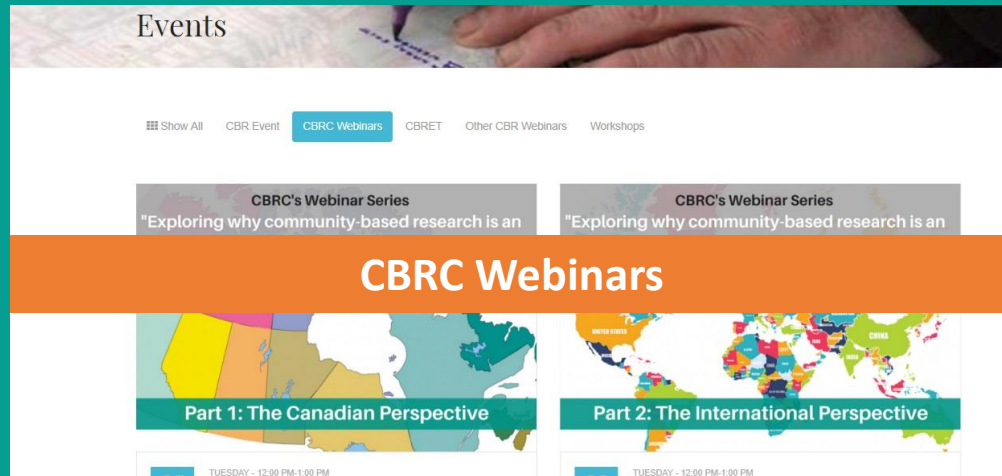 Events
Show All CBR Event CBRC Webinars CBRET Other CBR Webinars Workshops
CBRC's Webinar Series
"Exploring why community-based research is an
CBRC's Webinar Series
"Exploring why community-based research is an
CBRC Webinars
UNITED STATES
CHINA
INDIA
Part 1: The Canadian Perspective
Part 2: The International Perspective
TUESDAY - 12:00 PM-1:00 PM
TUESDAY - 12:00 PM-1:00 PM